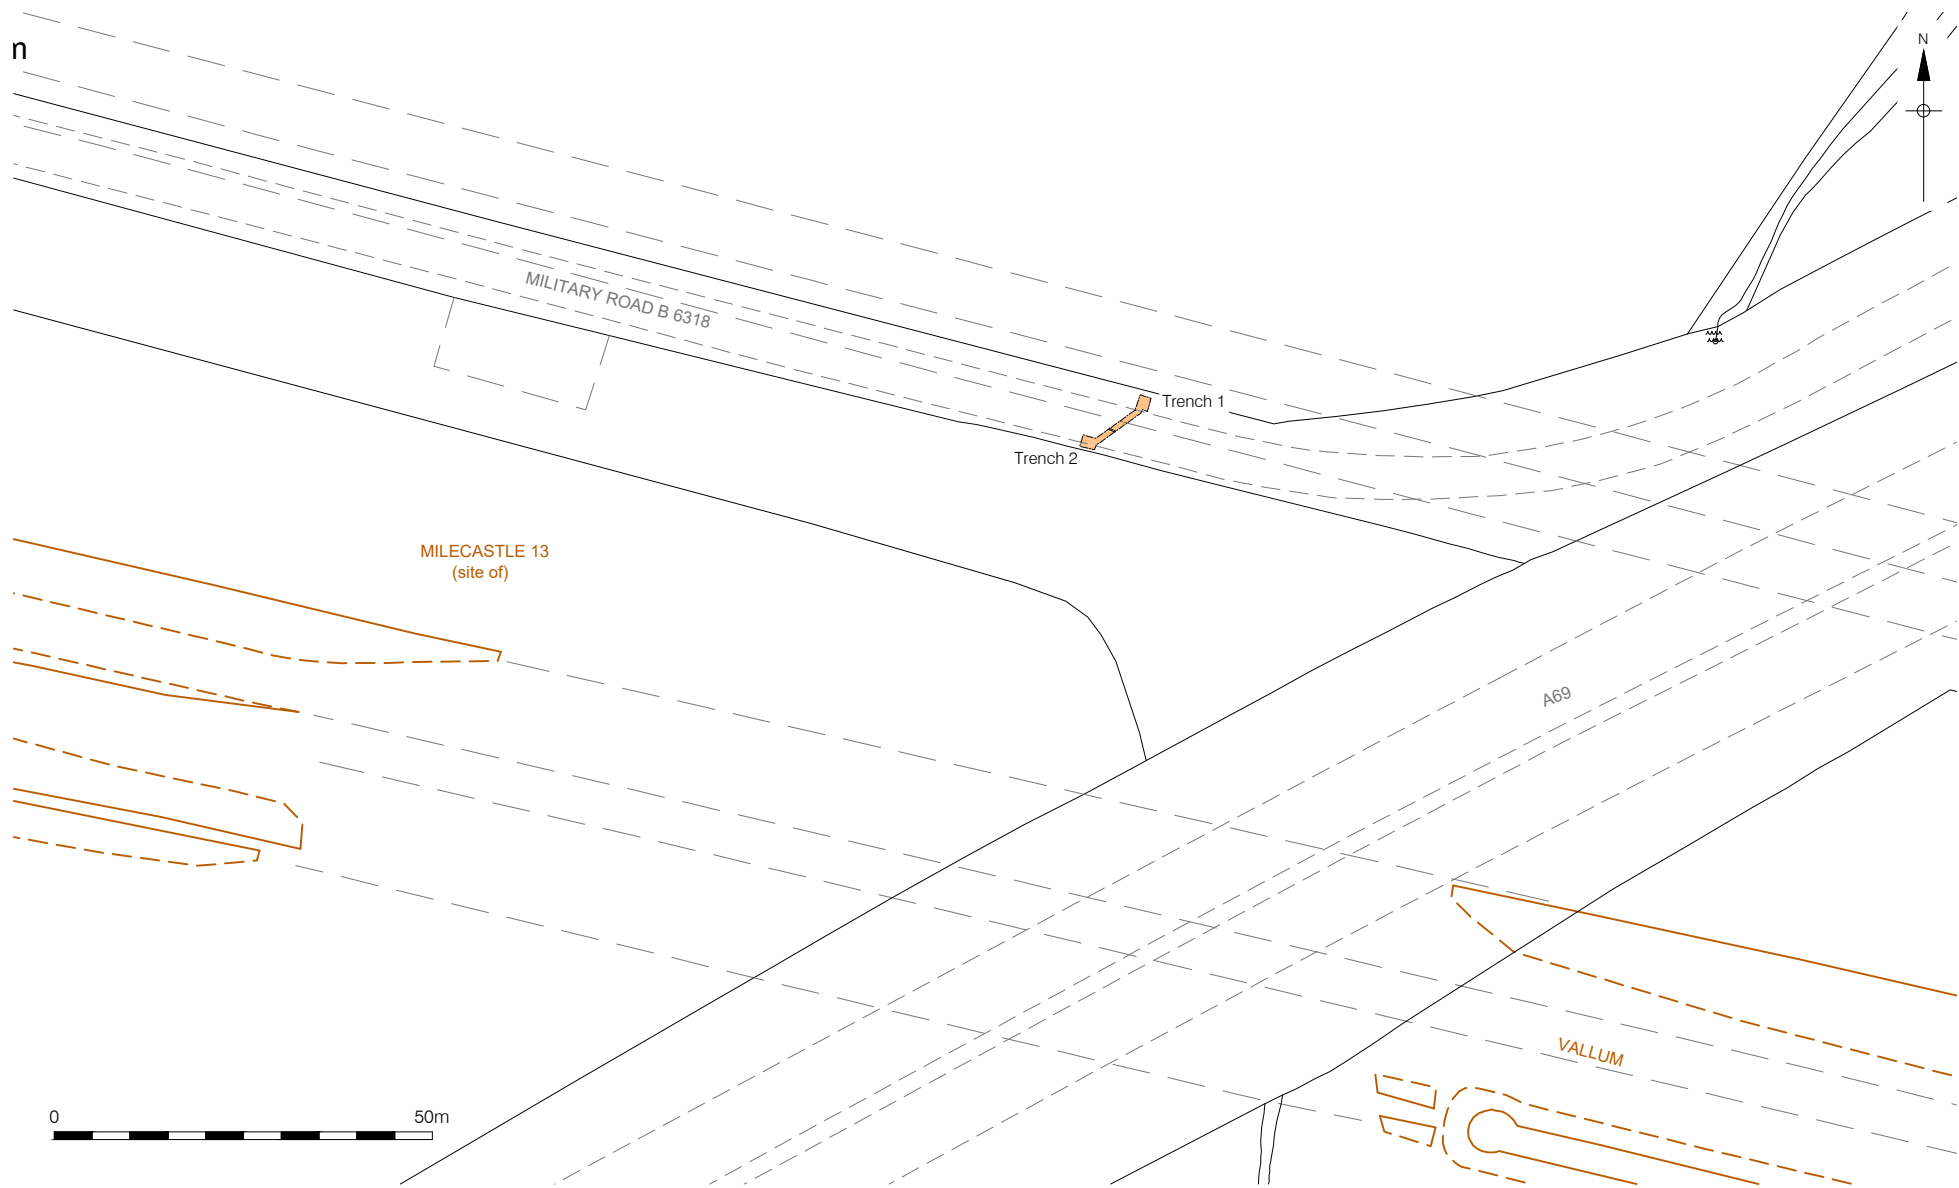 m
N
MILITARY ROAD B 6318
Trench 1
Trench 2
MILECASTLE 13
(site of)
A69
VALLUM
0 50m